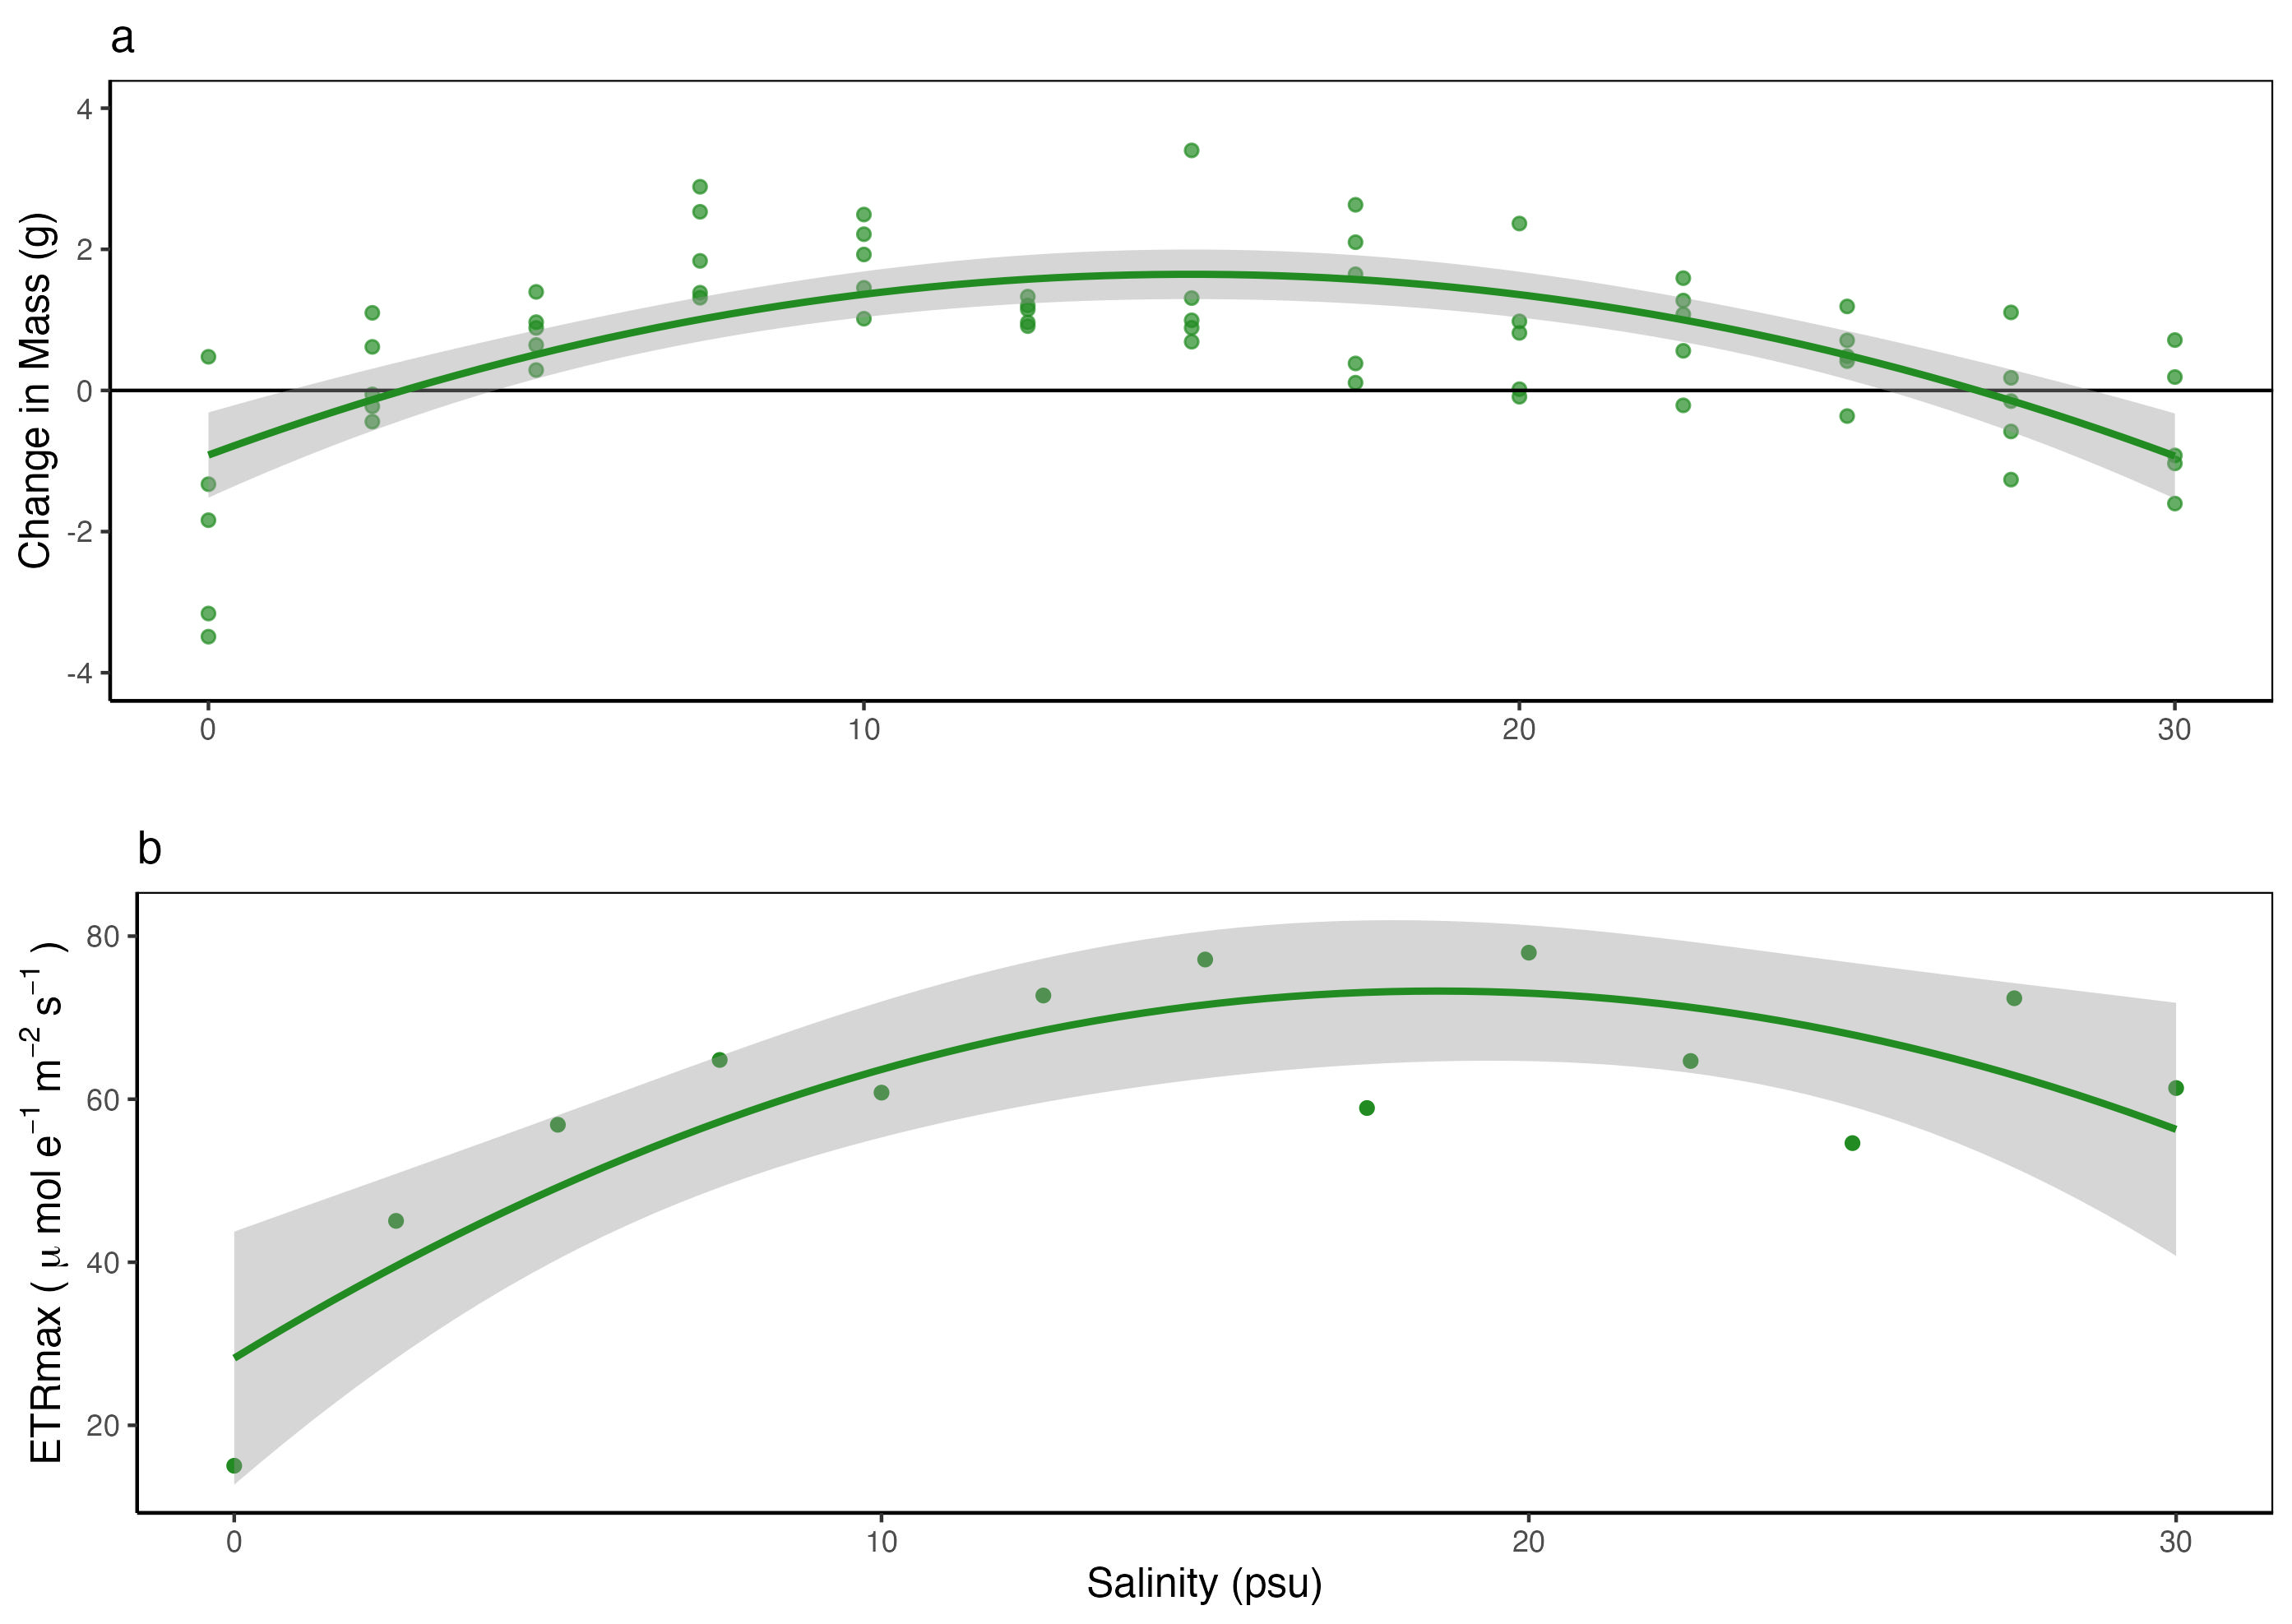 a
Change in Mass (g)
4
2
0
-2
-4
0 10 20 30
b
ETRmax ( μ mol e⁻¹ m⁻² s⁻¹ )
80
60
40
20
0 10 20 30
Salinity (psu)